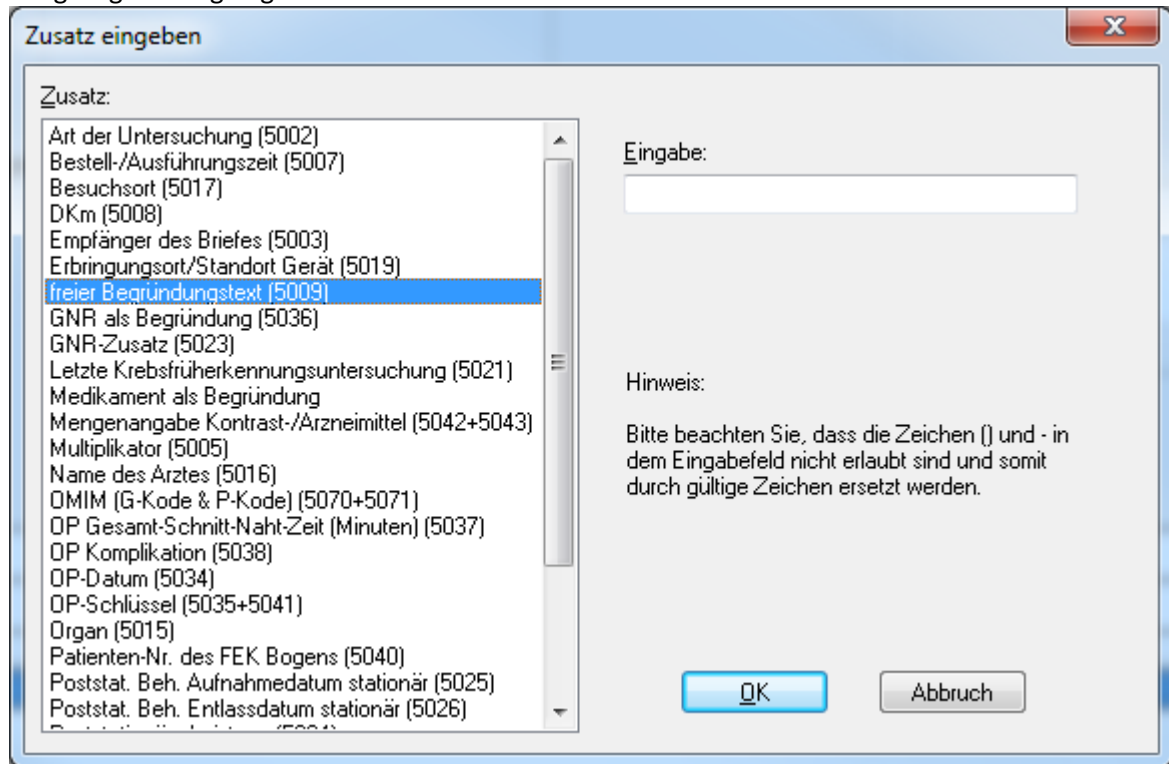 Zusatz eingeben
Zusatz:
Art der Untersuchung (5002)
Bestell-/Ausführungszeit (5007)
Besuchsort (5017)
DKm (5008)
Empfänger des Briefes (5003)
Erbringungsort/Standort Gerät (5019)
freier Begründungstext (5009)
GNR als Begründung (5036)
GNR-Zusatz (5023)
Letzte Krebsfrüherkennungsuntersuchung (5021)
Medikament als Begründung
Mengenangabe Kontrast-/Arzneimittel (5042+5043)
Multiplikator (5005)
Name des Arztes (5016)
OMIM (G-Kode & P-Kode) (5070+5071)
OP Gesamt-Schnitt-Naht-Zeit (Minuten) (5037)
OP Komplikation (5038)
OP-Datum (5034)
OP-Schlüssel (5035+5041)
Organ (5015)
Patienten-Nr. des FEK Bogens (5040)
Poststat. Beh. Aufnahmedatum stationär (5025)
Poststat. Beh. Entlassdatum stationär (5026)
Eingabe:
Hinweis:
Bitte beachten Sie, dass die Zeichen () und - in
dem Eingabefeld nicht erlaubt sind und somit
durch gültige Zeichen ersetzt werden.
OK
Abbruch